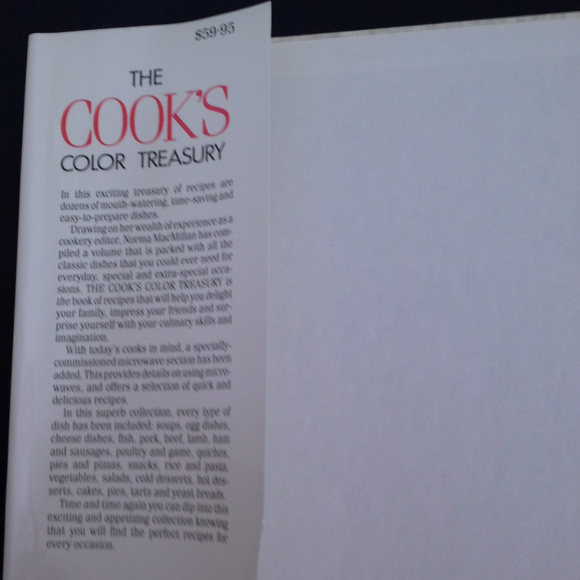 $59·95
THE
COOK'S
COLOR TREASURY
In this exciting treasury of recipes are
dozens of mouth-watering, time-saving and
easy-to-prepare dishes.
Drawing on her wealth of experience as a
cookery editor, Norma MacMillan has com-
piled a volume that is packed with all the
classic dishes that you could ever need for
everyday, special and extra-special occa-
sions. THE COOK'S COLOR TREASURY is
the book of recipes that will help you delight
your family, impress your friends and sur-
prise yourself with your culinary skills and
imagination.
With today's cooks in mind, a specially-
commissioned microwave section has been
added. This provides details on using micro-
waves, and offers a selection of quick and
delicious recipes.
In this superb collection, every type of
dish has been included: soups, egg dishes,
cheese dishes, fish, pork, beef, lamb, ham
and sausages, poultry and game, quiches,
pies and pizzas, snacks, rice and pasta,
vegetables, salads, cold desserts, hot des-
serts, cakes, pies, tarts and yeast breads.
Time and time again you can dip into this
exciting and appetizing collection knowing
that you will find the perfect recipes for
every occasion.